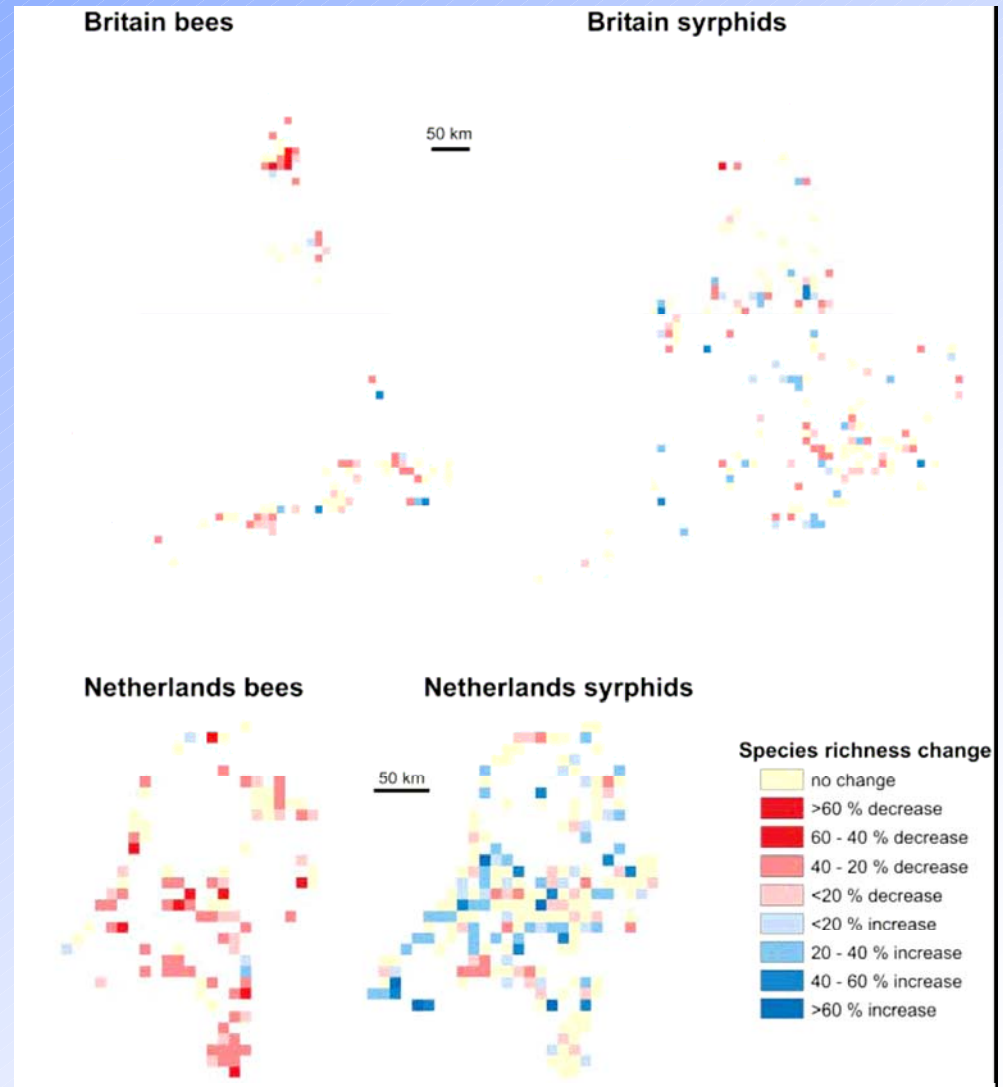 Britain bees
Britain syrphids
50 km
Netherlands bees
Netherlands syrphids
50 km
Species richness change
no change
>60 % decrease
60 - 40 % decrease
40 - 20 % decrease
<20 % decrease
<20 % increase
20 - 40 % increase
40 - 60 % increase
>60 % increase